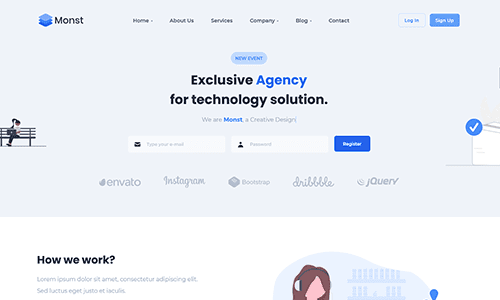 Monst
Home
About Us
Services
Company
Blog
Contact
Log In
Sign Up
NEW EVENT
Exclusive Agency
for technology solution.
We are Monst, a Creative Design
Type your e-mail
Password
Register
envato
Instagram
Bootstrap
dribbble
jQuery
How we work?
Lorem ipsum dolor sit amet, consectetur adipiscing elit.
Sed luctus eget justo et iaculis.